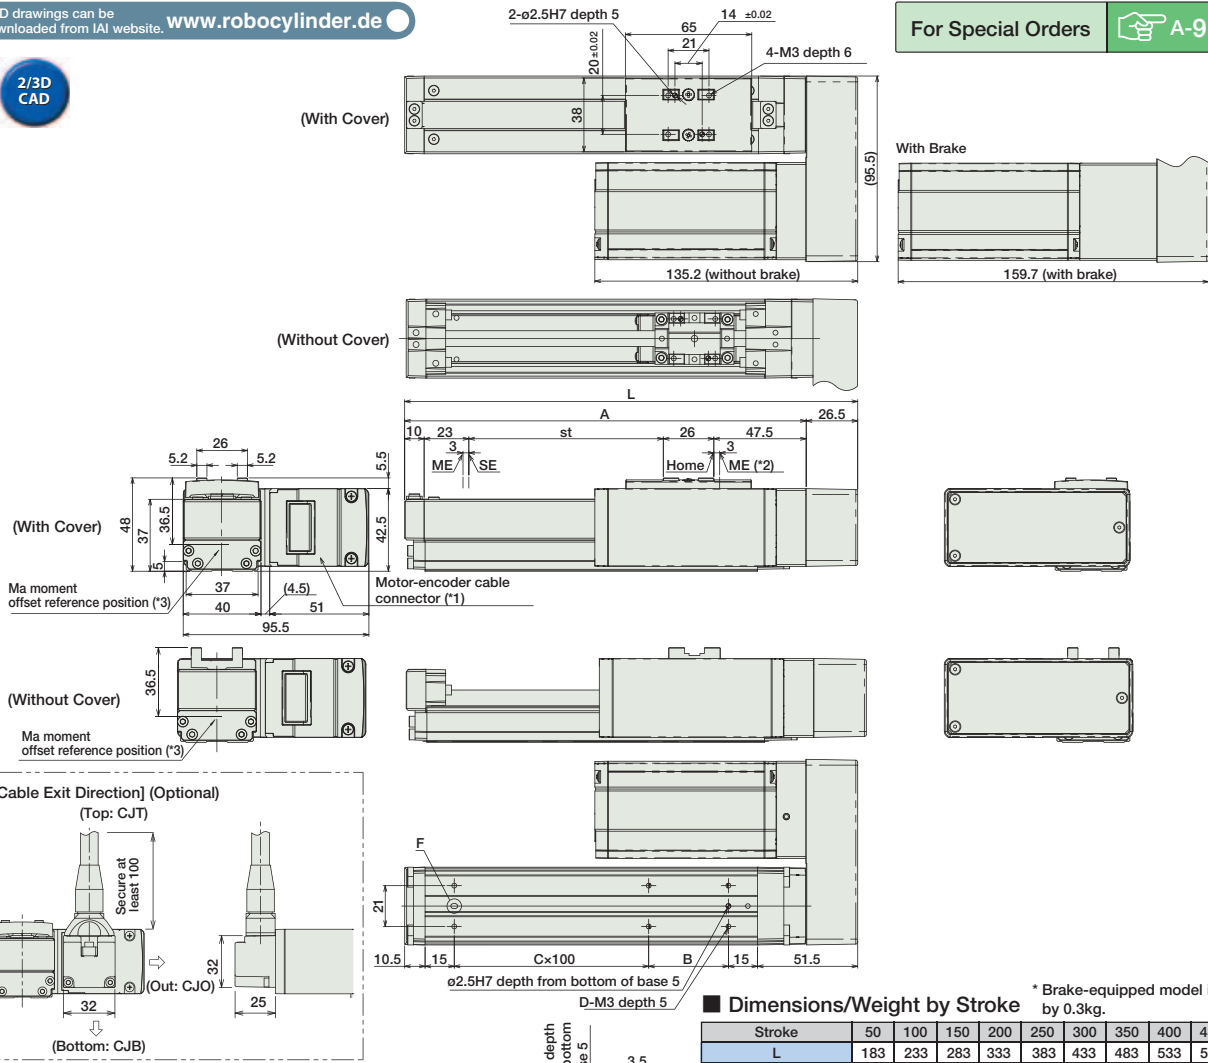 D drawings can be
wnloaded from IAI website. www.robocylinder.de
2/3D
CAD
For Special Orders
A-9
2-ø2.5H7 depth 5
14 ±0.02
65
21
4-M3 depth 6
20±0.02
38
(With Cover)
(95.5)
With Brake
135.2 (without brake)
159.7 (with brake)
(Without Cover)
L
A
26.5
10
23
st
26
47.5
3
3
ME
SE
Home
ME (*2)
26
5.2
5.2
5.5
(With Cover)
48
37
36.5
5
42.5
Ma moment
offset reference position (*3)
37
(4.5)
40
51
95.5
Motor-encoder cable
connector (*1)
(Without Cover)
36.5
Ma moment
offset reference position (*3)
Cable Exit Direction] (Optional)
(Top: CJT)
Secure at
least 100
32
(Out: CJO)
32
25
(Bottom: CJB)
F
21
10.5
15
C×100
B
15
51.5
ø2.5H7 depth from bottom of base 5
D-M3 depth 5
depth
bottom
se 5
3.5
■ Dimensions/Weight by Stroke
* Brake-equipped model i
by 0.3kg.
Stroke 50 100 150 200 250 300 350 400 4
L 183 233 283 333 383 433 483 533 5